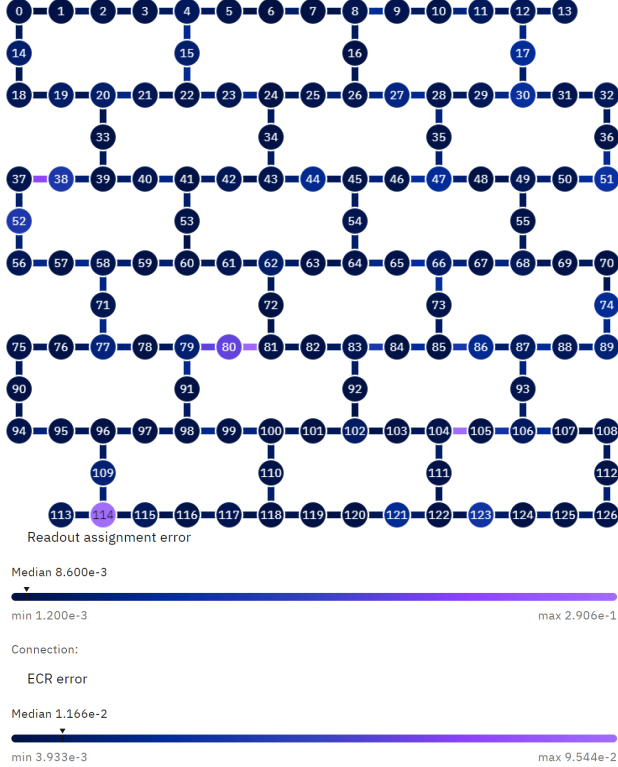 0 1 2 3 4 5 6 7 8 9 10 11 12 13
14 15 16 17
18 19 20 21 22 23 24 25 26 27 28 29 30 31 32
33 34 35 36
37 38 39 40 41 42 43 44 45 46 47 48 49 50 51
52 53 54 55
56 57 58 59 60 61 62 63 64 65 66 67 68 69 70
71 72 73 74
75 76 77 78 79 80 81 82 83 84 85 86 87 88 89
90 91 92 93
94 95 96 97 98 99 100 101 102 103 104 105 106 107 108
109 110 111 112
113 114 115 116 117 118 119 120 121 122 123 124 125 126
Readout assignment error
Median 8.600e-3
min 1.200e-3 max 2.906e-1
Connection:
ECR error
Median 1.166e-2
min 3.933e-3 max 9.544e-2